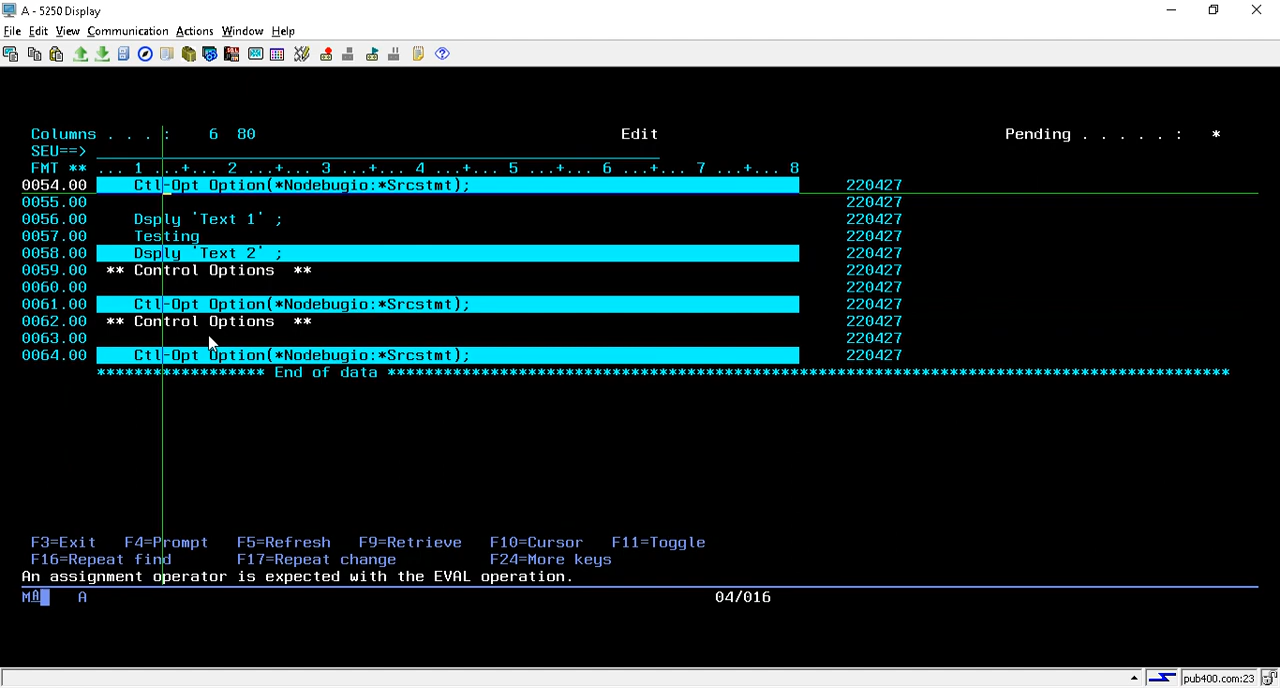 A - 5250 Display
File Edit View Communication Actions Window Help
Columns . . . : 6 80 Edit Pending . . . . . : *
SEU==>
FMT ** ... 1 ...+... 2 ...+... 3 ...+... 4 ...+... 5 ...+... 6 ...+... 7 ...+... 8
0054.00 Ctl-Opt Option(*Nodebugio:*Srcstmt); 220427
0055.00 220427
0056.00 Dsply 'Text 1' ; 220427
0057.00 Testing 220427
0058.00 Dsply 'Text 2' ; 220427
0059.00 ** Control Options ** 220427
0060.00 220427
0061.00 Ctl-Opt Option(*Nodebugio:*Srcstmt); 220427
0062.00 ** Control Options ** 220427
0063.00 220427
0064.00 Ctl-Opt Option(*Nodebugio:*Srcstmt); 220427
****************** End of data ******************************************************************************************
F3=Exit F4=Prompt F5=Refresh F9=Retrieve F10=Cursor F11=Toggle
F16=Repeat find F17=Repeat change F24=More keys
An assignment operator is expected with the EVAL operation.
MA A 04/016
pub400.com:23